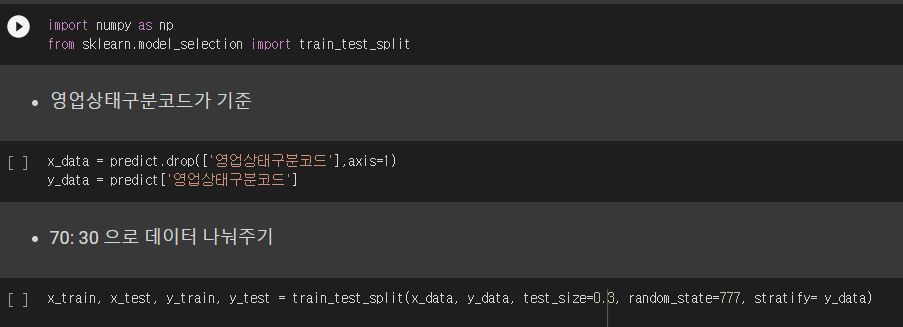 import numpy as np
from sklearn.model_selection import train_test_split
• 영업상태구분코드가 기준
[ ] x_data = predict.drop(['영업상태구분코드'],axis=1)
y_data = predict['영업상태구분코드']
• 70: 30 으로 데이터 나눠주기
[ ] x_train, x_test, y_train, y_test = train_test_split(x_data, y_data, test_size=0.3, random_state=777, stratify= y_data)